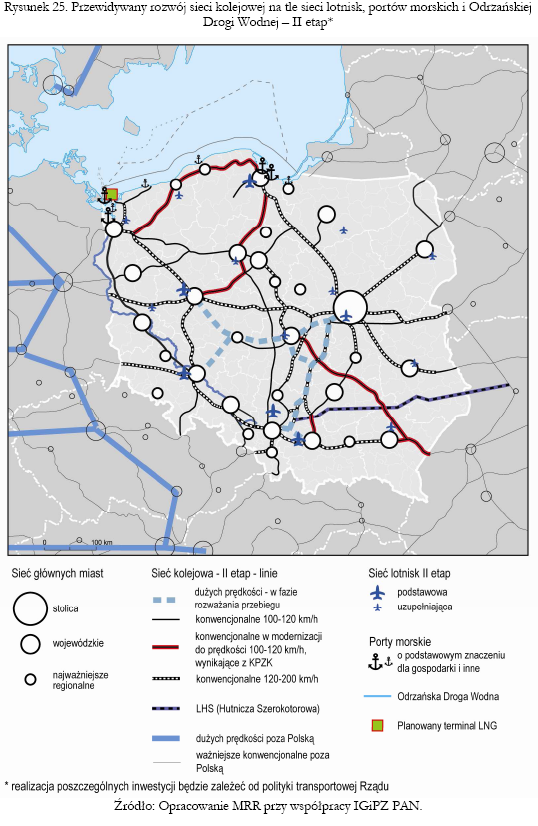 Rysunek 25. Przewidywany rozwój sieci kolejowej na tle sieci lotnisk, portów morskich i Odrzańskiej
Drogi Wodnej – II etap*
0 100 km
Sieć głównych miast
stolica
wojewódzkie
najważniejsze
regionalne
Sieć kolejowa - II etap - linie
dużych prędkości - w fazie
rozważania przebiegu
konwencjonalne 100-120 km/h
konwencjonalne w modernizacji
do prędkości 100-120 km/h,
wynikające z KPZK
konwencjonalne 120-200 km/h
LHS (Hutnicza Szerokotorowa)
dużych prędkości poza Polską
ważniejsze konwencjonalne poza
Polską
Sieć lotnisk II etap
podstawowa
uzupełniająca
Porty morskie
o podstawowym znaczeniu
dla gospodarki i inne
Odrzańska Droga Wodna
Planowany terminal LNG
* realizacja poszczególnych inwestycji będzie zależeć od polityki transportowej Rządu
Źródło: Opracowanie MRR przy współpracy IGiPZ PAN.